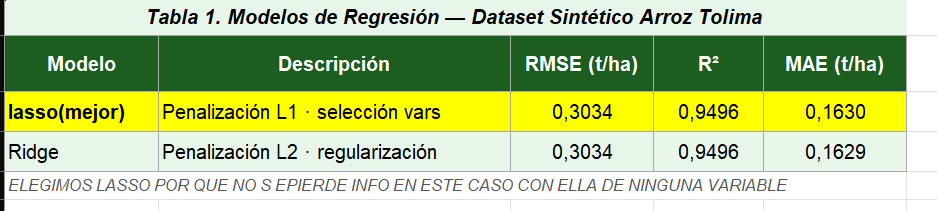 Tabla 1. Modelos de Regresión — Dataset Sintético Arroz Tolima
Modelo Descripción RMSE (t/ha) R² MAE (t/ha)
lasso(mejor) Penalización L1 · selección vars 0,3034 0,9496 0,1630
Ridge Penalización L2 · regularización 0,3034 0,9496 0,1629
ELEGIMOS LASSO POR QUE NO S EPIERDE INFO EN ESTE CASO CON ELLA DE NINGUNA VARIABLE